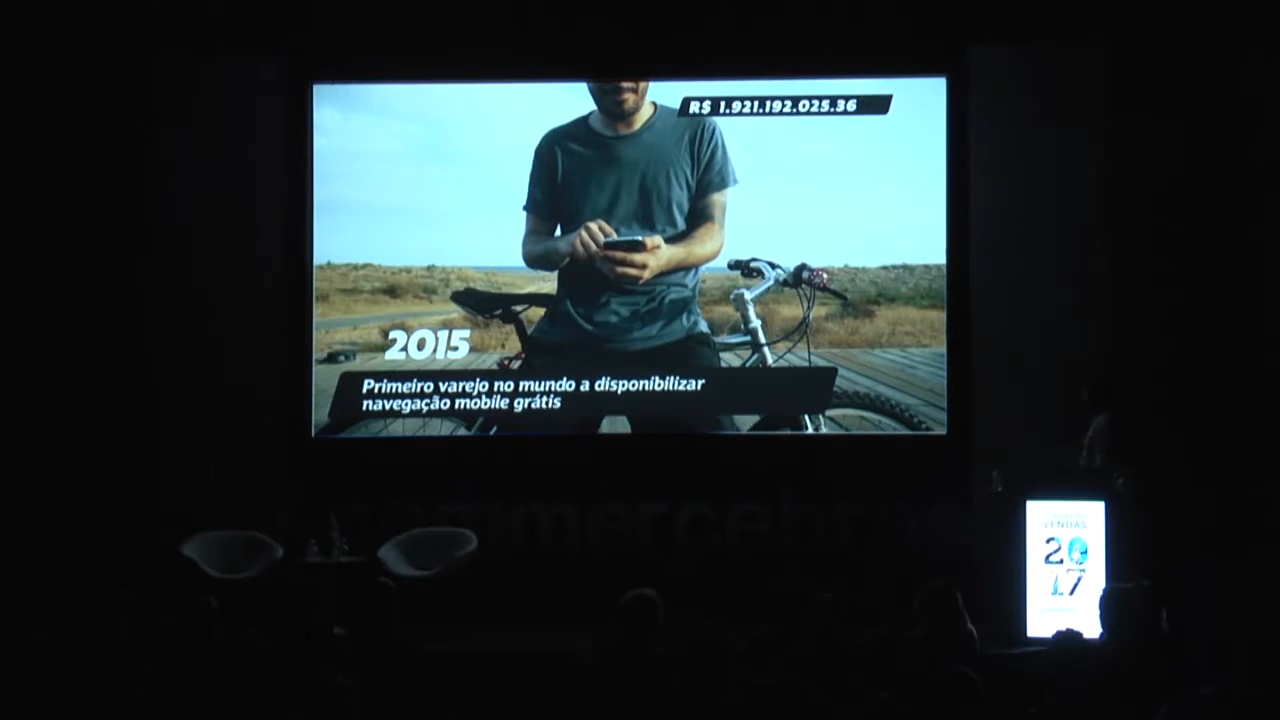 R$ 1.921.192.025.36
2015
Primeiro varejo no mundo a disponibilizar
navegação mobile grátis
VENDAS
20
17